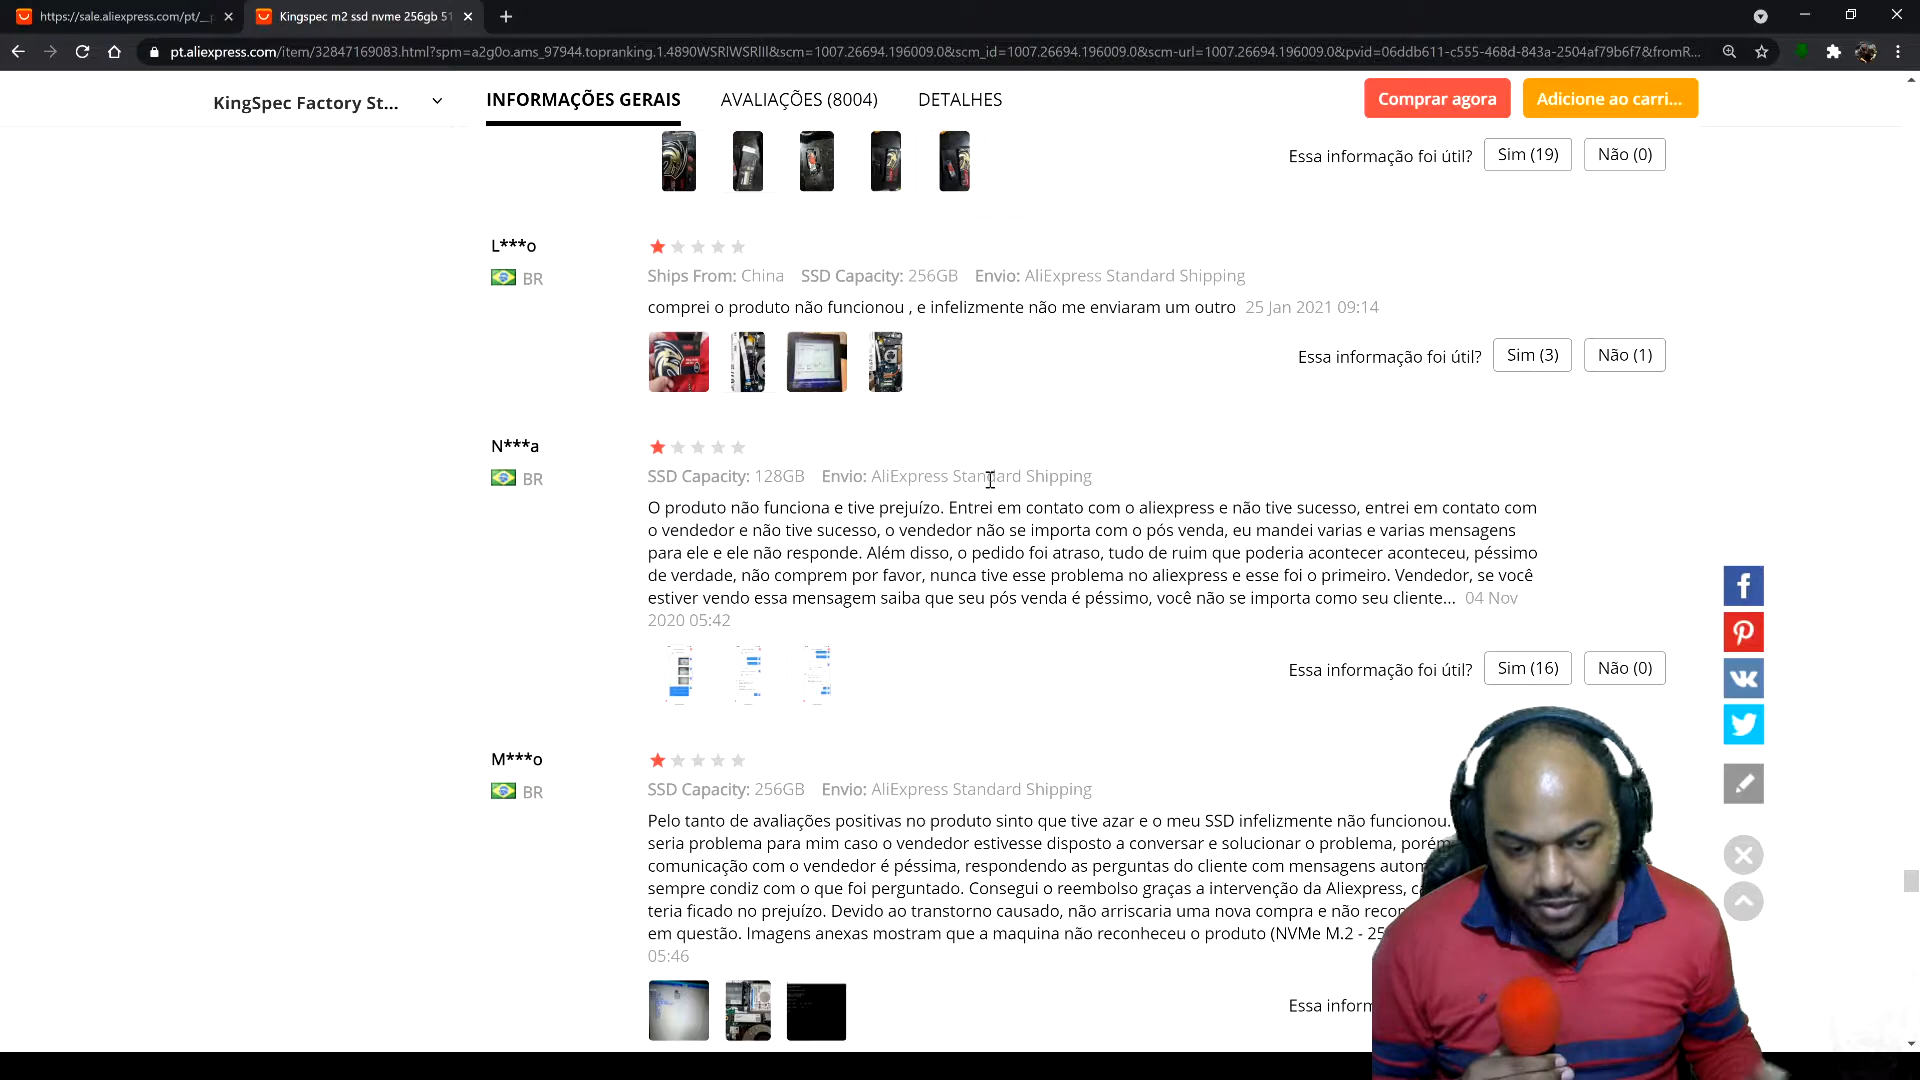 https://sale.aliexpress.com/pt/__p
Kingspec m2 ssd nvme 256gb 51
pt.aliexpress.com/item/32847169083.html?spm=a2g0o.ams_97944.topranking.1.4890WSRlWSRlIl&scm=1007.26694.196009.0&scm_id=1007.26694.196009.0&scm-url=1007.26694.196009.0&pvid=06ddb611-c555-468d-843a-2504af79b6f7&fromR...
KingSpec Factory St...
INFORMAÇÕES GERAIS
AVALIAÇÕES (8004)
DETALHES
Comprar agora
Adicione ao carri...
Essa informação foi útil? Sim (19) Não (0)
L***o
BR
Ships From: China SSD Capacity: 256GB Envio: AliExpress Standard Shipping
comprei o produto não funcionou , e infelizmente não me enviaram um outro 25 Jan 2021 09:14
Essa informação foi útil? Sim (3) Não (1)
N***a
BR
SSD Capacity: 128GB Envio: AliExpress Standard Shipping
O produto não funciona e tive prejuízo. Entrei em contato com o aliexpress e não tive sucesso, entrei em contato com
o vendedor e não tive sucesso, o vendedor não se importa com o pós venda, eu mandei varias e varias mensagens
para ele e ele não responde. Além disso, o pedido foi atraso, tudo de ruim que poderia acontecer aconteceu, péssimo
de verdade, não comprem por favor, nunca tive esse problema no aliexpress e esse foi o primeiro. Vendedor, se você
estiver vendo essa mensagem saiba que seu pós venda é péssimo, você não se importa como seu cliente... 04 Nov
2020 05:42
Essa informação foi útil? Sim (16) Não (0)
M***o
BR
SSD Capacity: 256GB Envio: AliExpress Standard Shipping
Pelo tanto de avaliações positivas no produto sinto que tive azar e o meu SSD infelizmente não funcionou.
seria problema para mim caso o vendedor estivesse disposto a conversar e solucionar o problema, porém
comunicação com o vendedor é péssima, respondendo as perguntas do cliente com mensagens autom
sempre condiz com o que foi perguntado. Consegui o reembolso graças a intervenção da Aliexpress, ca
teria ficado no prejuízo. Devido ao transtorno causado, não arriscaria uma nova compra e não recom
em questão. Imagens anexas mostram que a maquina não reconheceu o produto (NVMe M.2 - 25
05:46
Essa inform